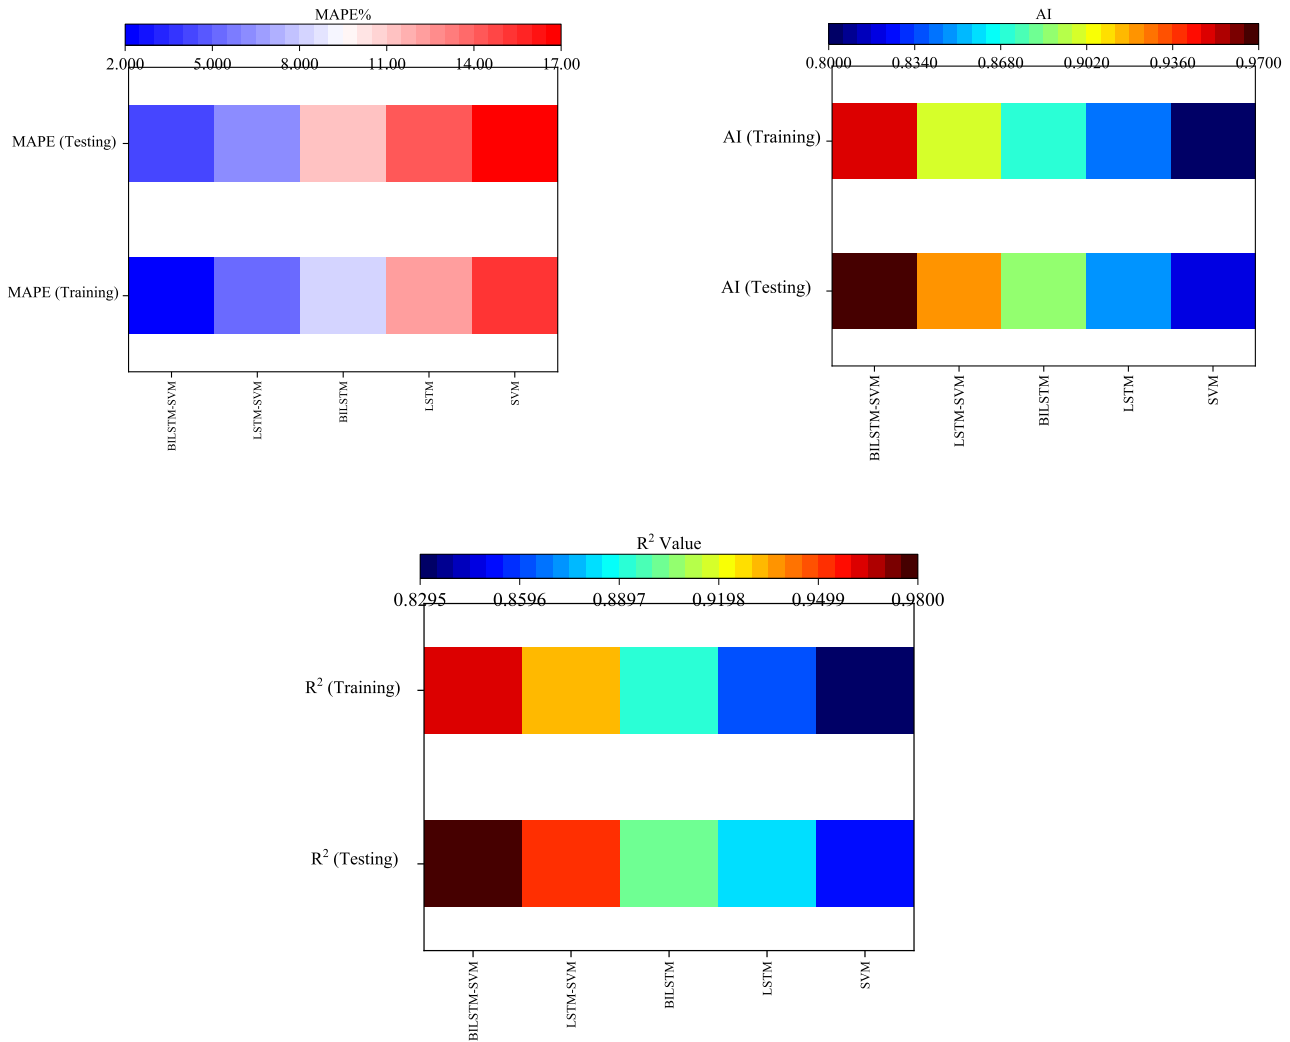 MAPE%
2.000 5.000 8.000 11.00 14.00 17.00
MAPE (Testing)
MAPE (Training)
BILSTM-SVM LSTM-SVM BILSTM LSTM SVM
AI
0.8000 0.8340 0.8680 0.9020 0.9360 0.9700
AI (Training)
AI (Testing)
BILSTM-SVM LSTM-SVM BILSTM LSTM SVM
R² Value
0.8295 0.8596 0.8897 0.9198 0.9499 0.9800
R² (Training)
R² (Testing)
BILSTM-SVM LSTM-SVM BILSTM LSTM SVM